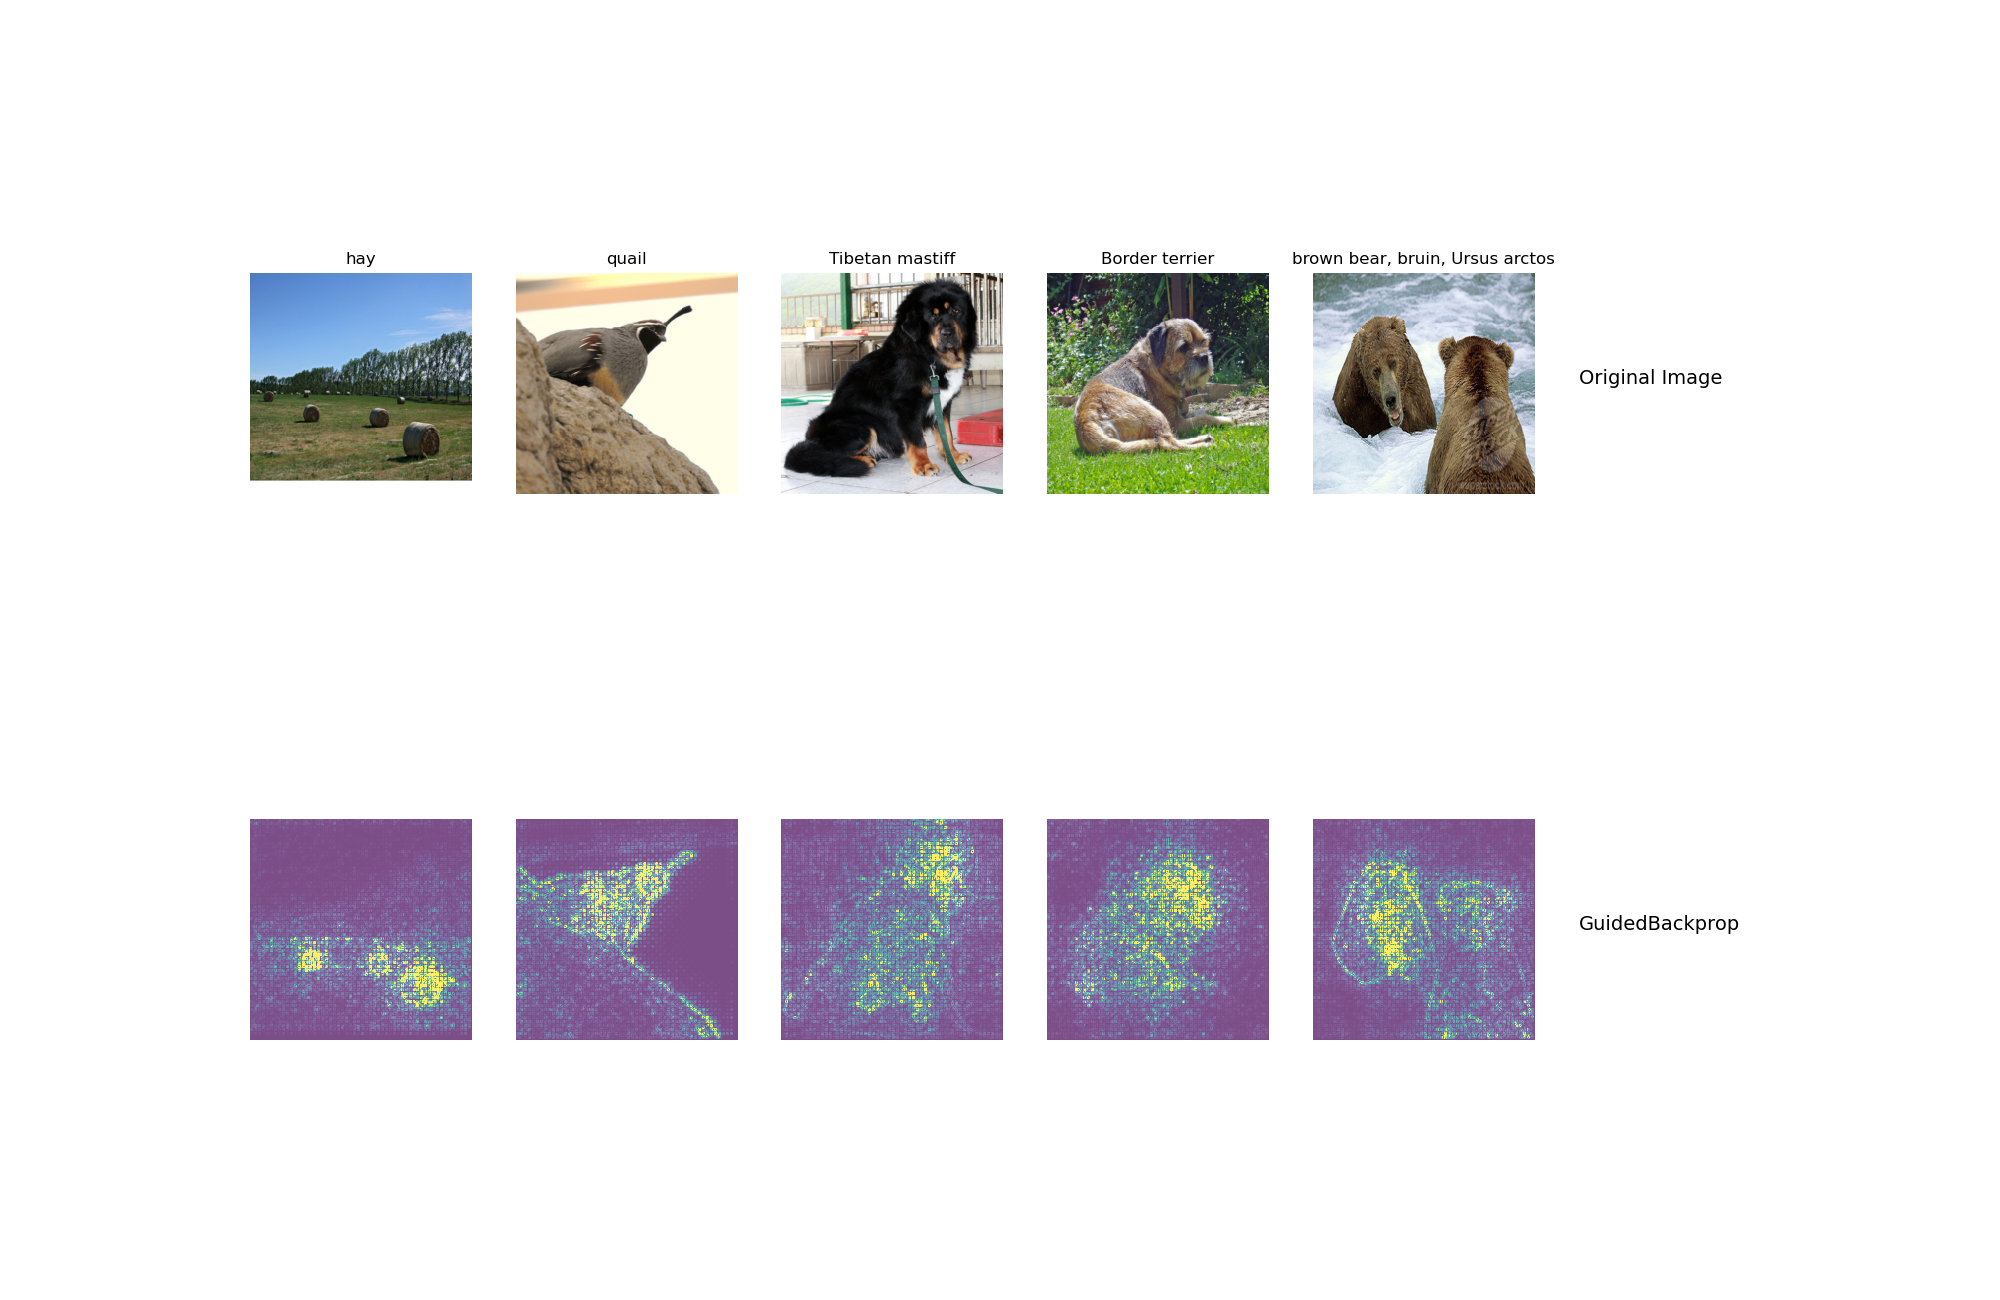 hay
quail
Tibetan mastiff
Border terrier
brown bear, bruin, Ursus arctos
Original Image
GuidedBackprop